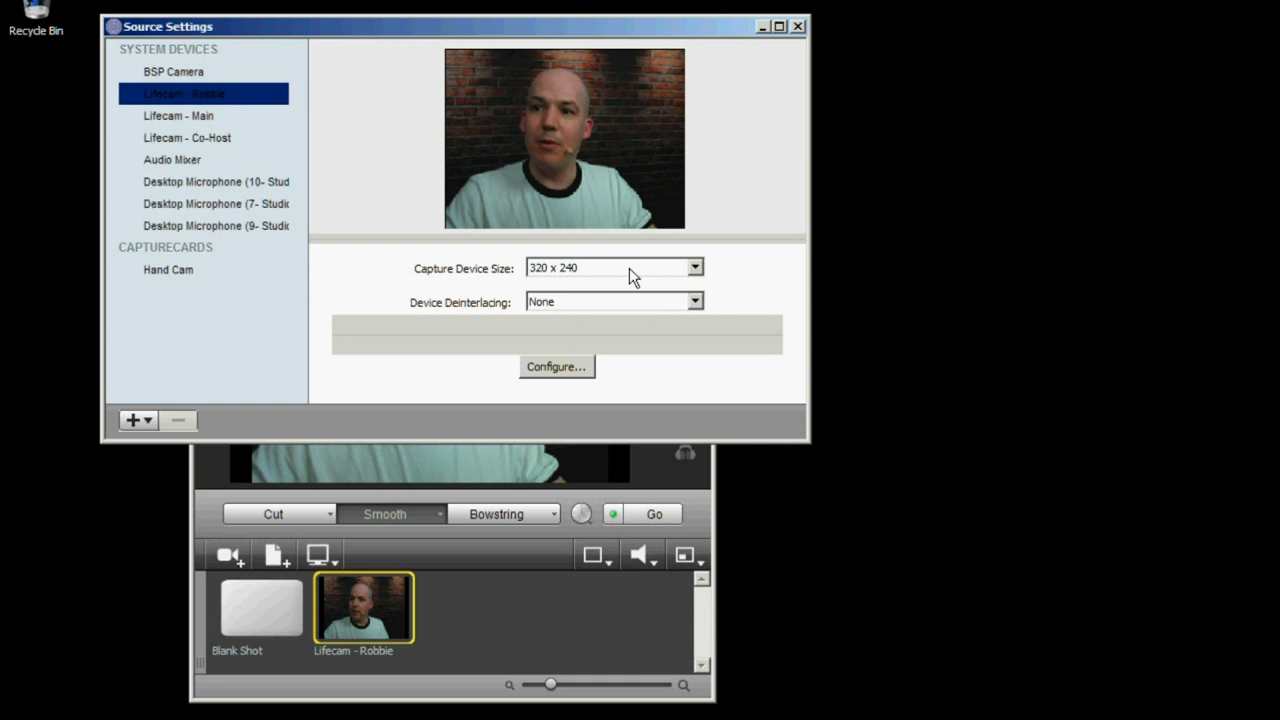 Recycle Bin
Source Settings
SYSTEM DEVICES
BSP Camera
Lifecam - Robbie
Lifecam - Main
Lifecam - Co-Host
Audio Mixer
Desktop Microphone (10- Stud
Desktop Microphone (7- Studi
Desktop Microphone (9- Studi
CAPTURECARDS
Hand Cam
Capture Device Size:
320 x 240
Device Deinterlacing:
None
Configure...
Cut
Smooth
Bowstring
Go
Blank Shot
Lifecam - Robbie